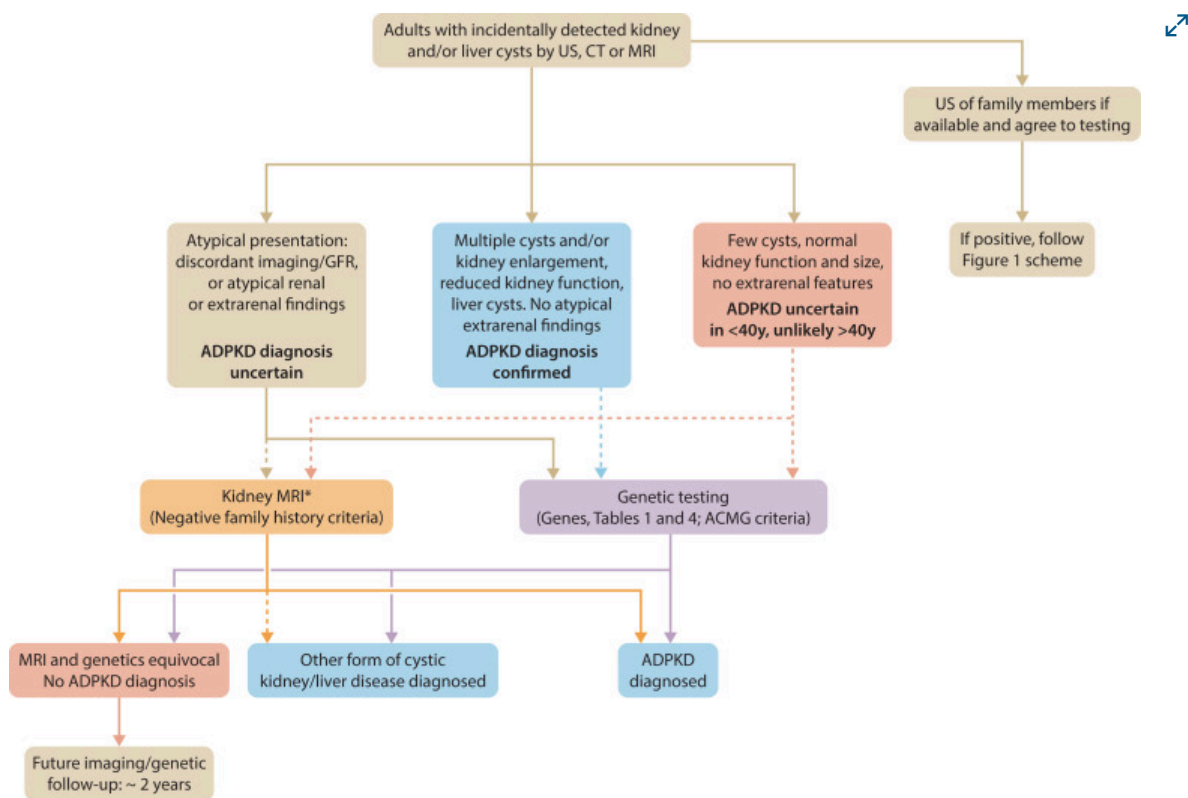 Adults with incidentally detected kidney
and/or liver cysts by US, CT or MRI
US of family members if
available and agree to testing
Atypical presentation:
discordant imaging/GFR,
or atypical renal
or extrarenal findings
ADPKD diagnosis
uncertain
Multiple cysts and/or
kidney enlargement,
reduced kidney function,
liver cysts. No atypical
extrarenal findings
ADPKD diagnosis
confirmed
Few cysts, normal
kidney function and size,
no extrarenal features
ADPKD uncertain
in <40y, unlikely >40y
If positive, follow
Figure 1 scheme
Kidney MRI*
(Negative family history criteria)
Genetic testing
(Genes, Tables 1 and 4; ACMG criteria)
MRI and genetics equivocal
No ADPKD diagnosis
Other form of cystic
kidney/liver disease diagnosed
ADPKD
diagnosed
Future imaging/genetic
follow-up: ~ 2 years